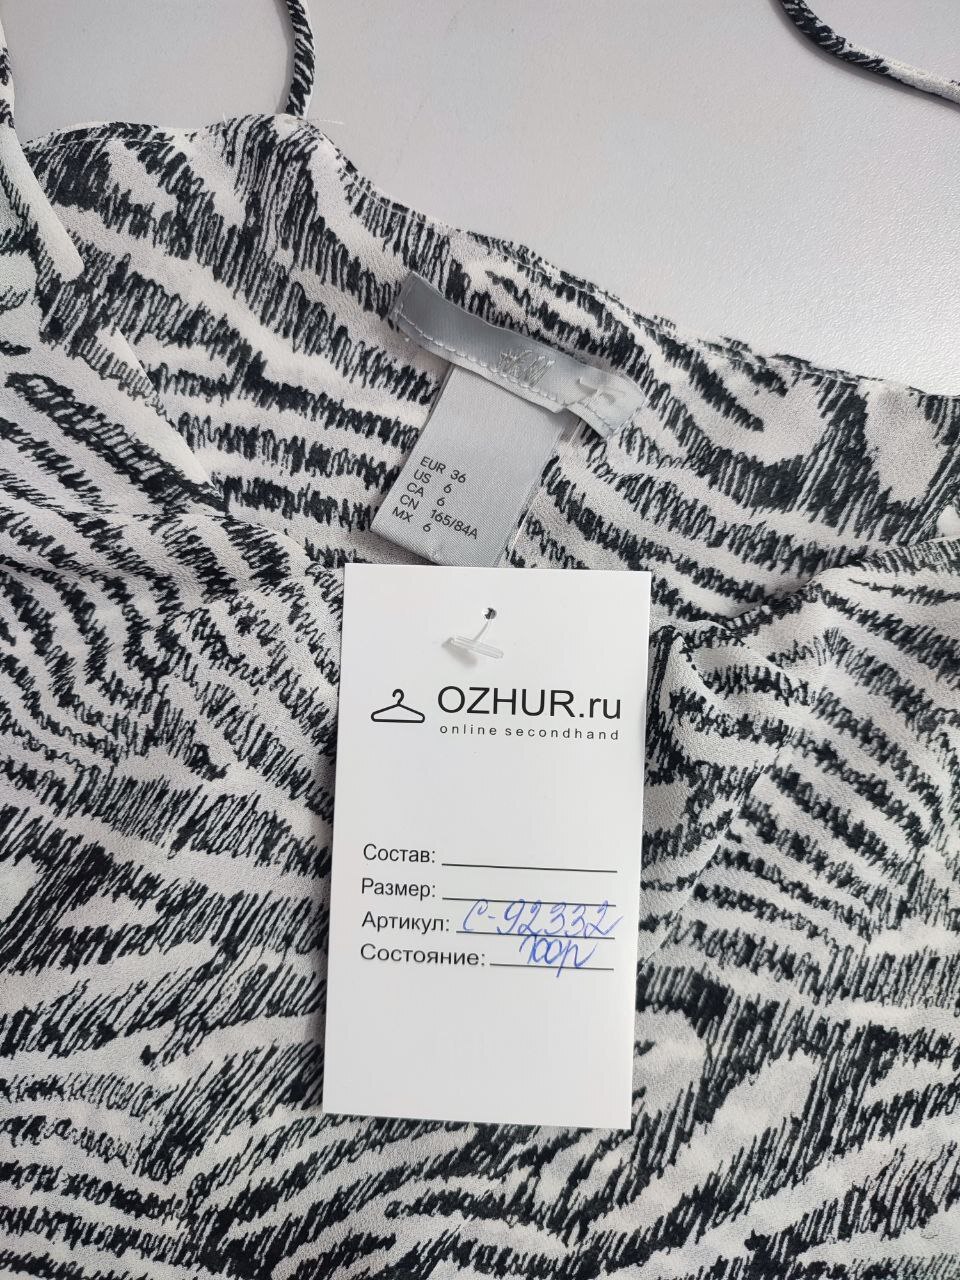 H&M
EUR 36
US 6
CA 6
CN 165/84A
MX 6
OZHUR.ru
online secondhand
Состав:
Размер:
Артикул: С-92332
Состояние: 700р